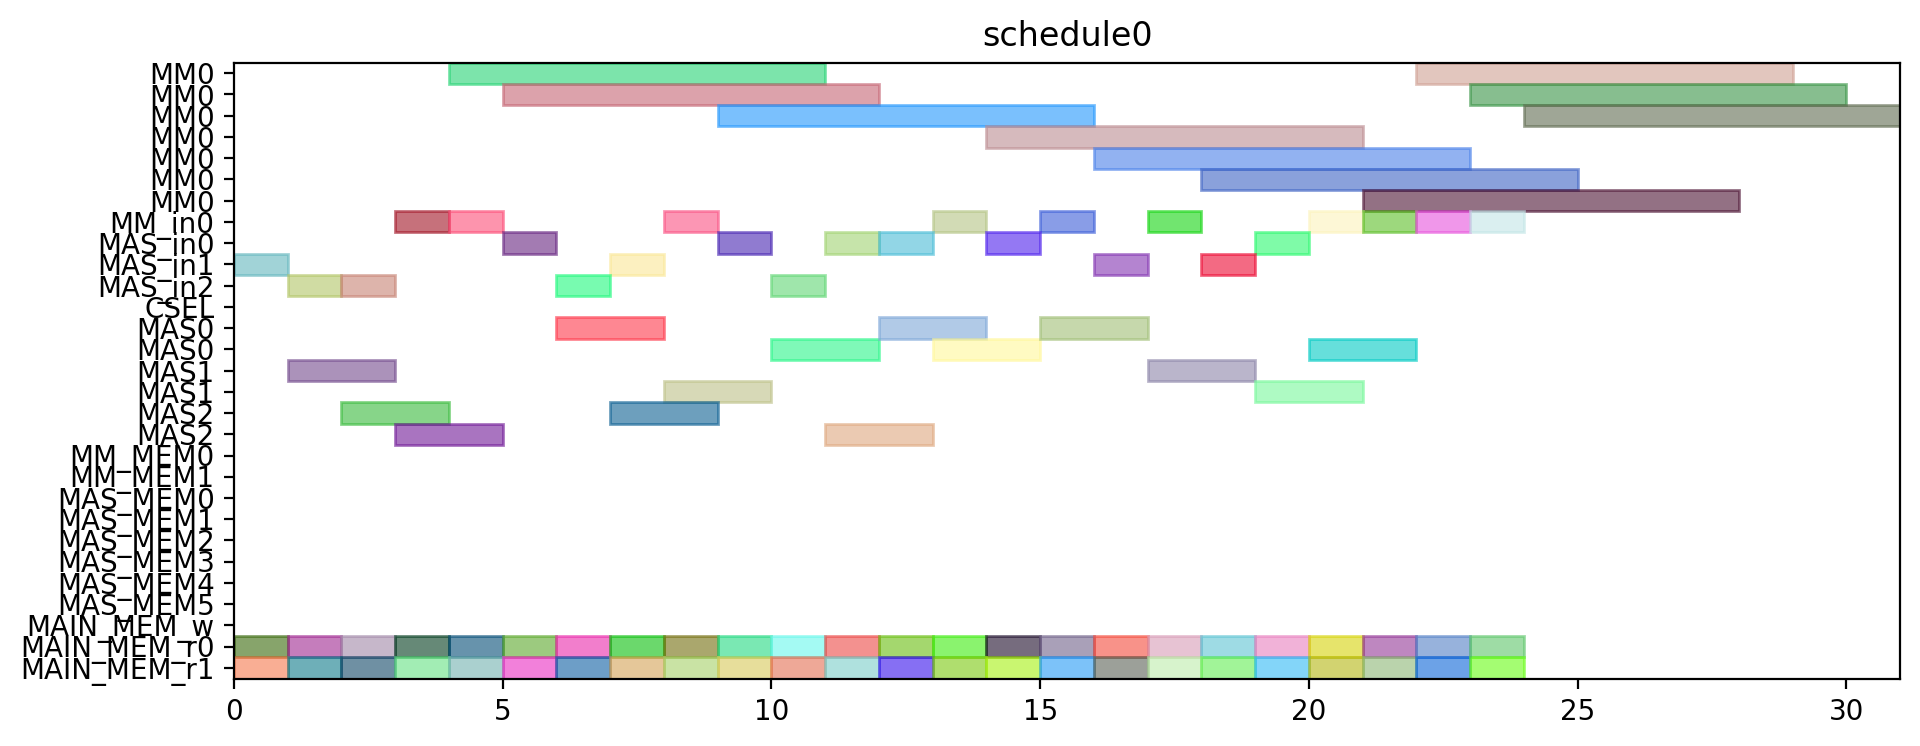 schedule0
MM0
MM0
MM0
MM0
MM0
MM0
MM0
MM_in0
MAS_in0
MAS_in1
MAS_in2
CSEL
MAS0
MAS0
MAS1
MAS1
MAS2
MAS2
MM_MEM0
MM_MEM1
MAS_MEM0
MAS_MEM1
MAS_MEM2
MAS_MEM3
MAS_MEM4
MAS_MEM5
MAIN_MEM_w
MAIN_MEM_r0
MAIN_MEM_r1
0 5 10 15 20 25 30